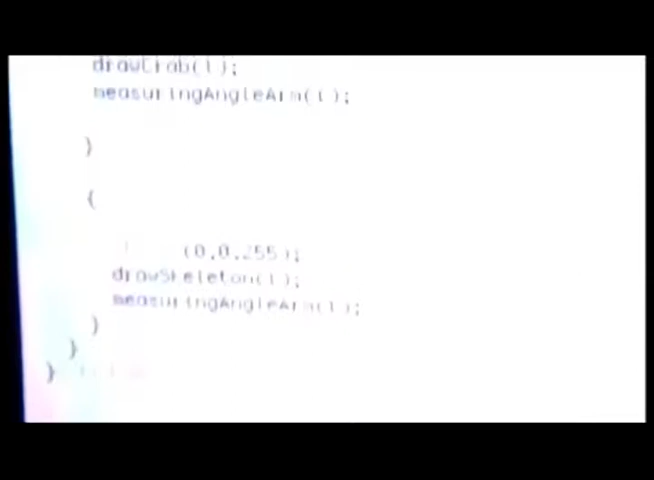 drawCrab(i);
measuringAngleArm(i);
}
{
(0,0,255);
drawSkeleton(i);
measuringAngleArm(i);
}
}
}